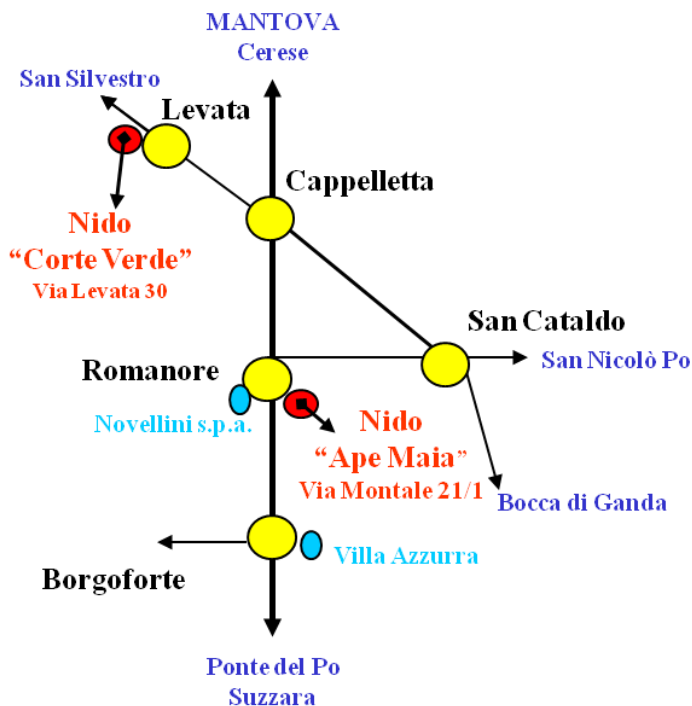 MANTOVA
Cerese
San Silvestro
Levata
Cappelletta
Nido
“Corte Verde”
Via Levata 30
San Cataldo
San Nicolò Po
Romanore
Novellini s.p.a.
Nido
“Ape Maia”
Via Montale 21/1
Bocca di Ganda
Villa Azzurra
Borgoforte
Ponte del Po
Suzzara